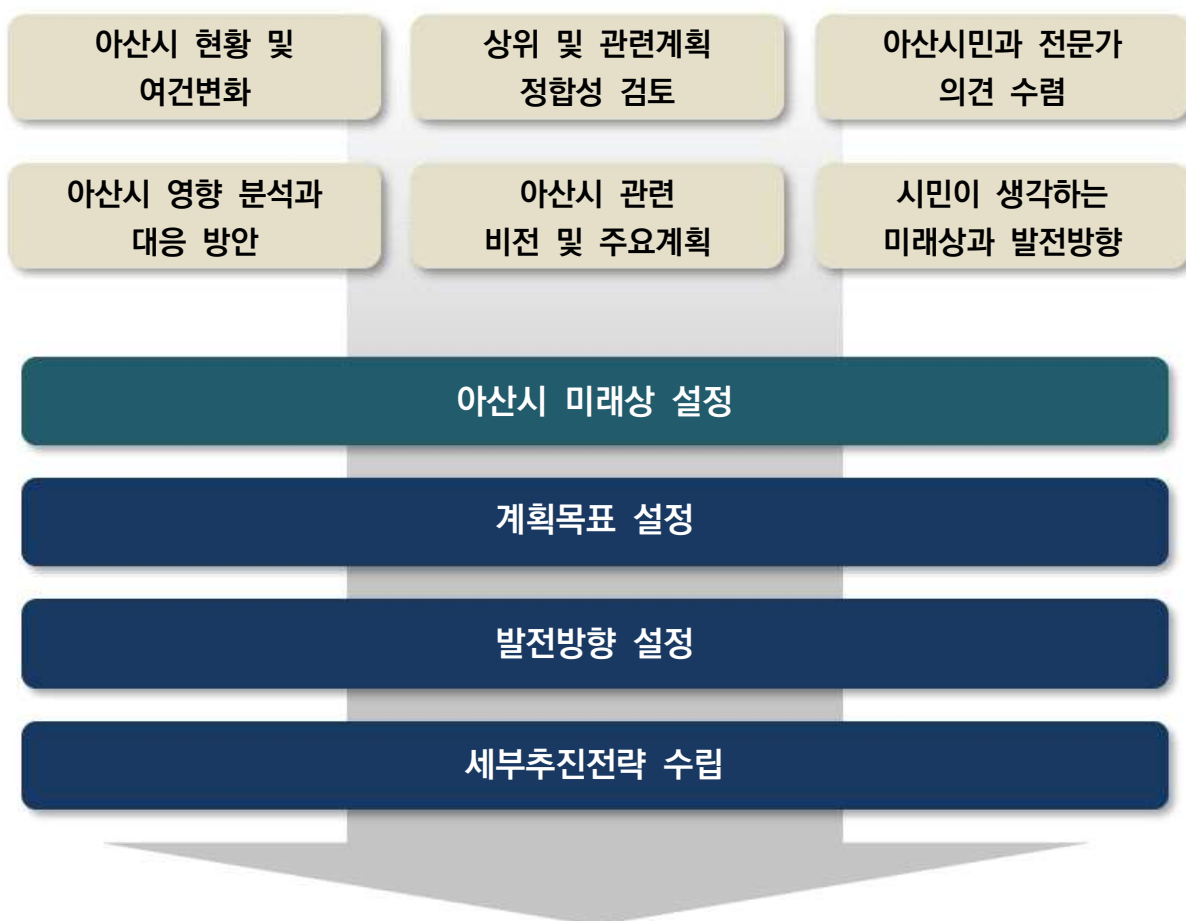 아산시 현황 및
여건변화
상위 및 관련계획
정합성 검토
아산시민과 전문가
의견 수렴
아산시 영향 분석과
대응 방안
아산시 관련
비전 및 주요계획
시민이 생각하는
미래상과 발전방향
아산시 미래상 설정
계획목표 설정
발전방향 설정
세부추진전략 수립